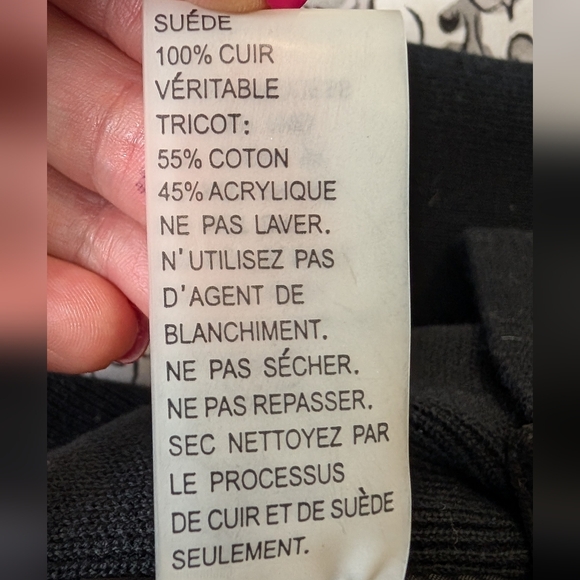 SUÉDE
100% CUIR
VÉRITABLE
TRICOT:
55% COTON
45% ACRYLIQUE
NE PAS LAVER.
N'UTILISEZ PAS
D'AGENT DE
BLANCHIMENT.
NE PAS SÉCHER.
NE PAS REPASSER.
SEC NETTOYEZ PAR
LE PROCESSUS
DE CUIR ET DE SUÈDE
SEULEMENT.